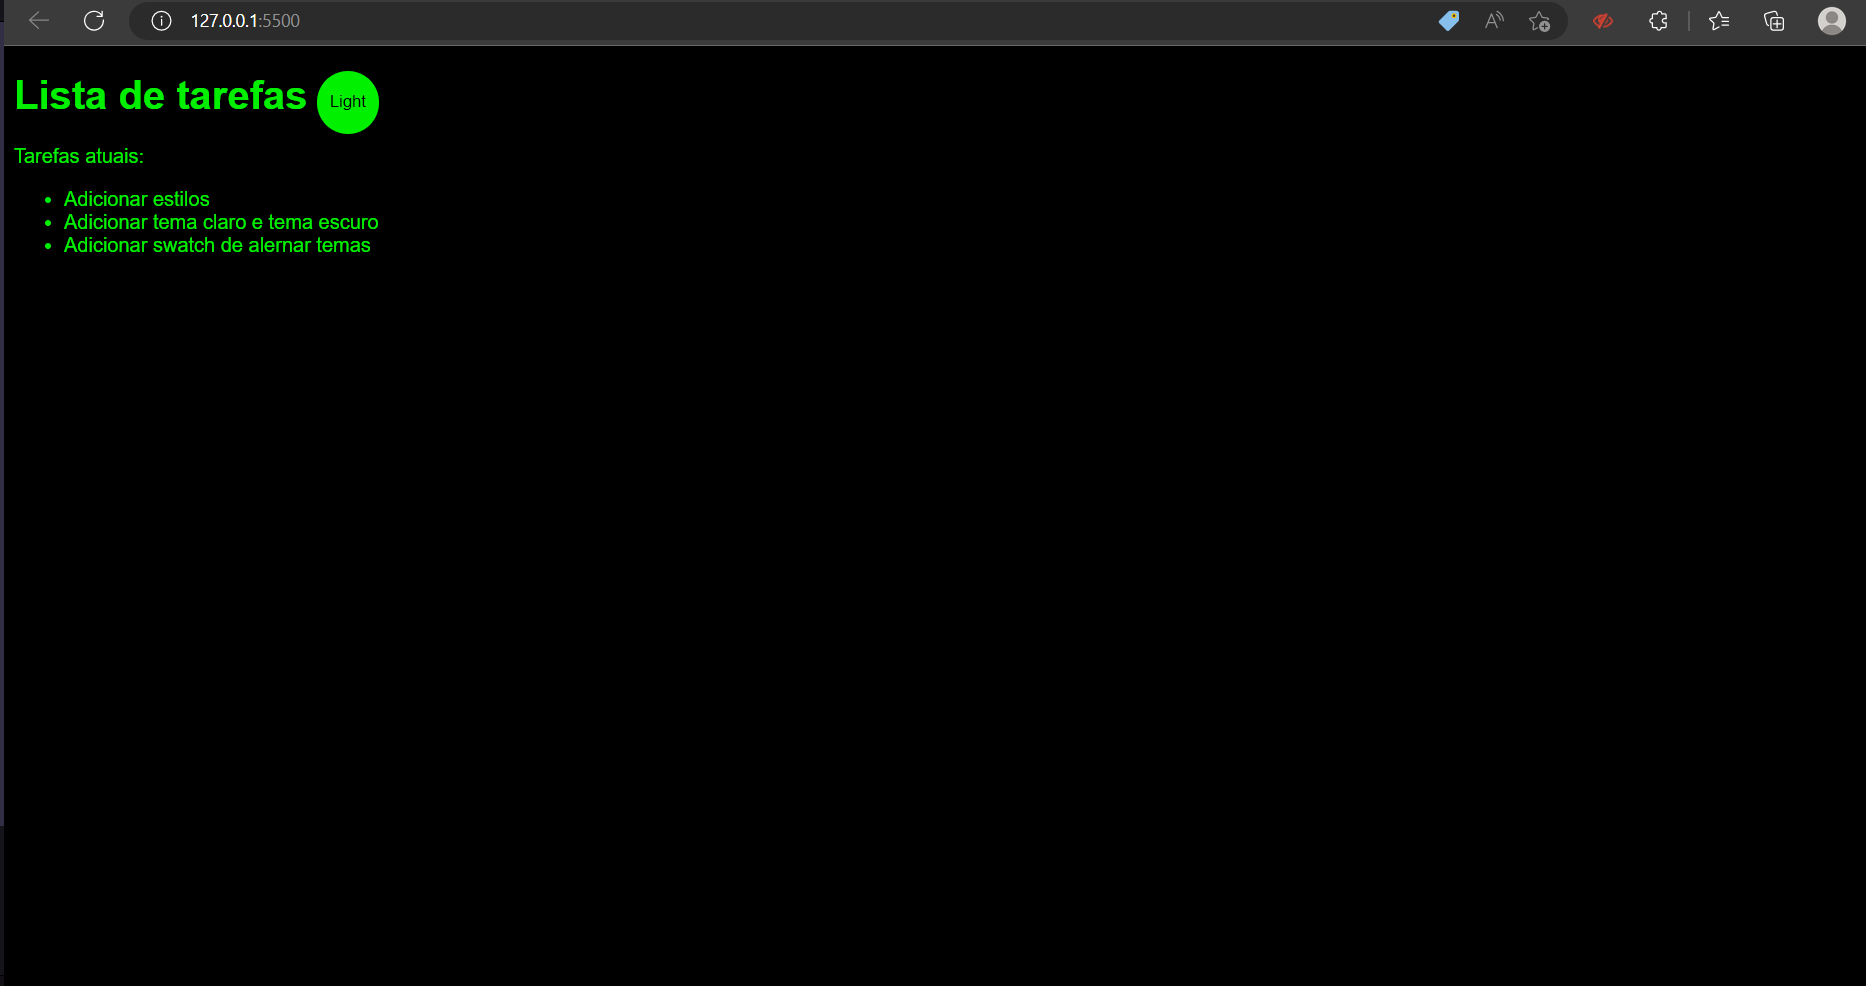 127.0.0.1:5500
Lista de tarefas Light
Tarefas atuais:
• Adicionar estilos
• Adicionar tema claro e tema escuro
• Adicionar swatch de alernar temas